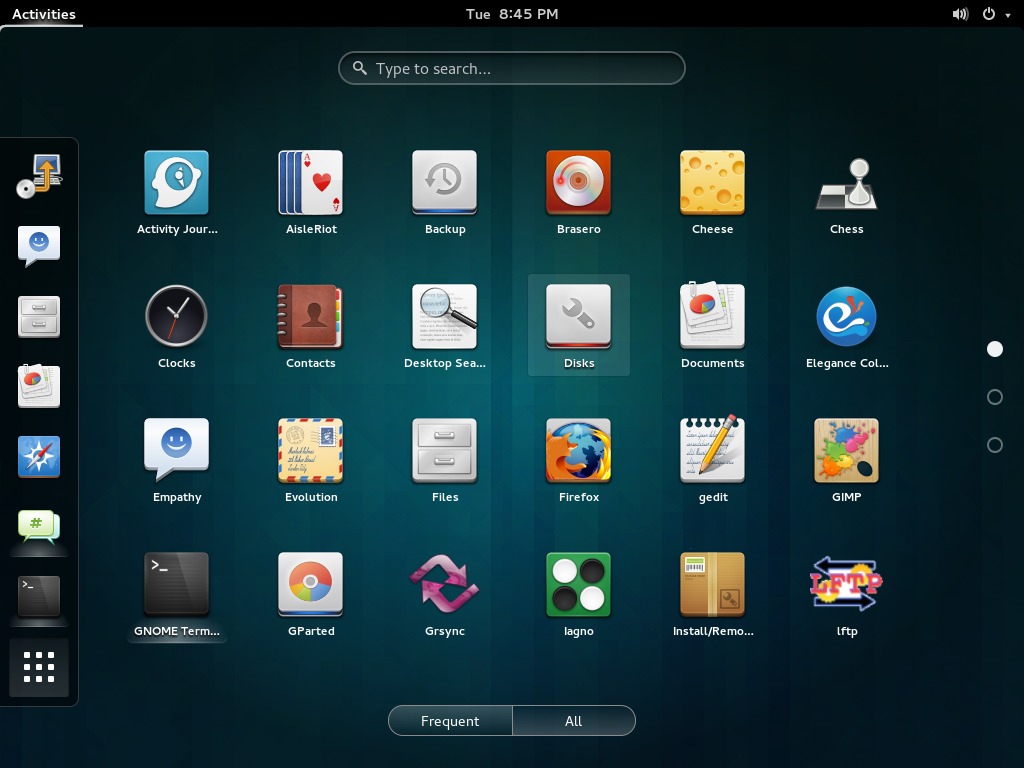 Activities
Tue 8:45 PM
Type to search...
Activity Jour...
AisleRiot
Backup
Brasero
Cheese
Chess
Clocks
Contacts
Desktop Sea...
Disks
Documents
Elegance Col...
Empathy
Evolution
Files
Firefox
gedit
GIMP
>_
LFTP
GNOME Term...
GParted
Grsync
Iagno
Install/Remo...
lftp
#
>_
Frequent
All